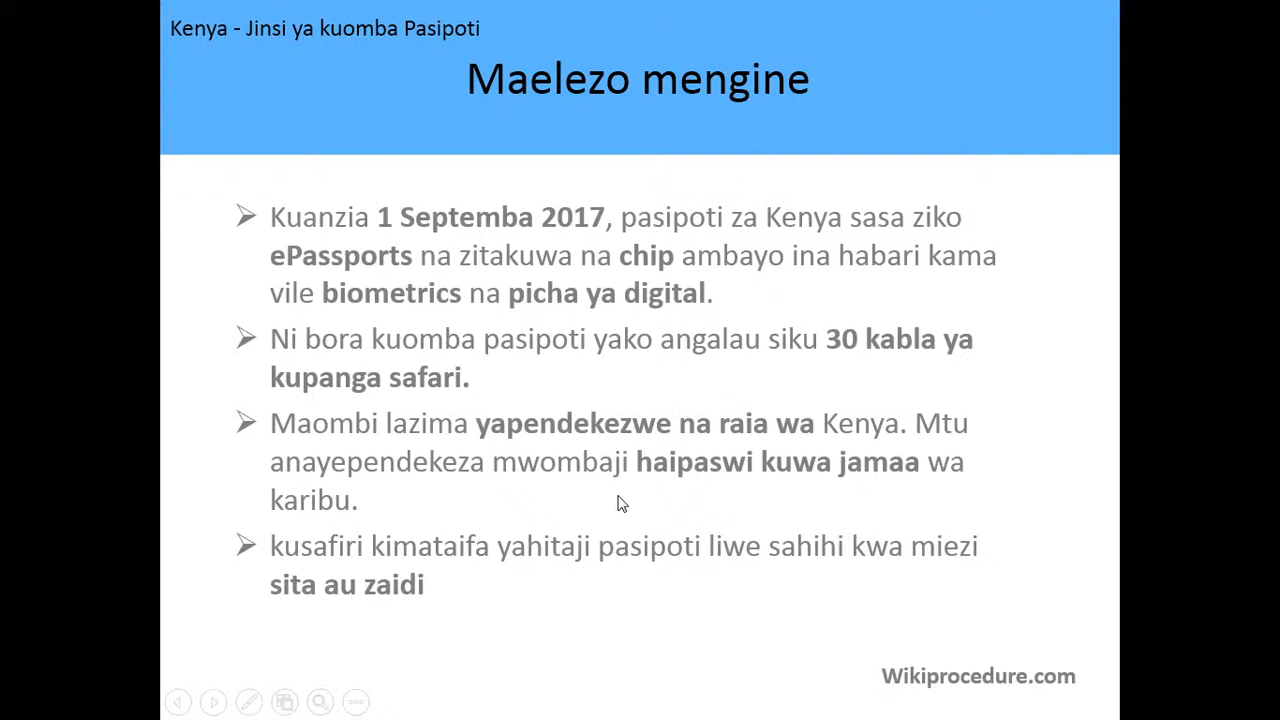 Kenya - Jinsi ya kuomba Pasipoti
Maelezo mengine
Kuanzia 1 Septemba 2017, pasipoti za Kenya sasa ziko
ePassports na zitakuwa na chip ambayo ina habari kama
vile biometrics na picha ya digital.
Ni bora kuomba pasipoti yako angalau siku 30 kabla ya
kupanga safari.
Maombi lazima yapendekezwe na raia wa Kenya. Mtu
anayependekeza mwombaji haipaswi kuwa jamaa wa
karibu.
kusafiri kimataifa yahitaji pasipoti liwe sahihi kwa miezi
sita au zaidi
Wikiprocedure.com